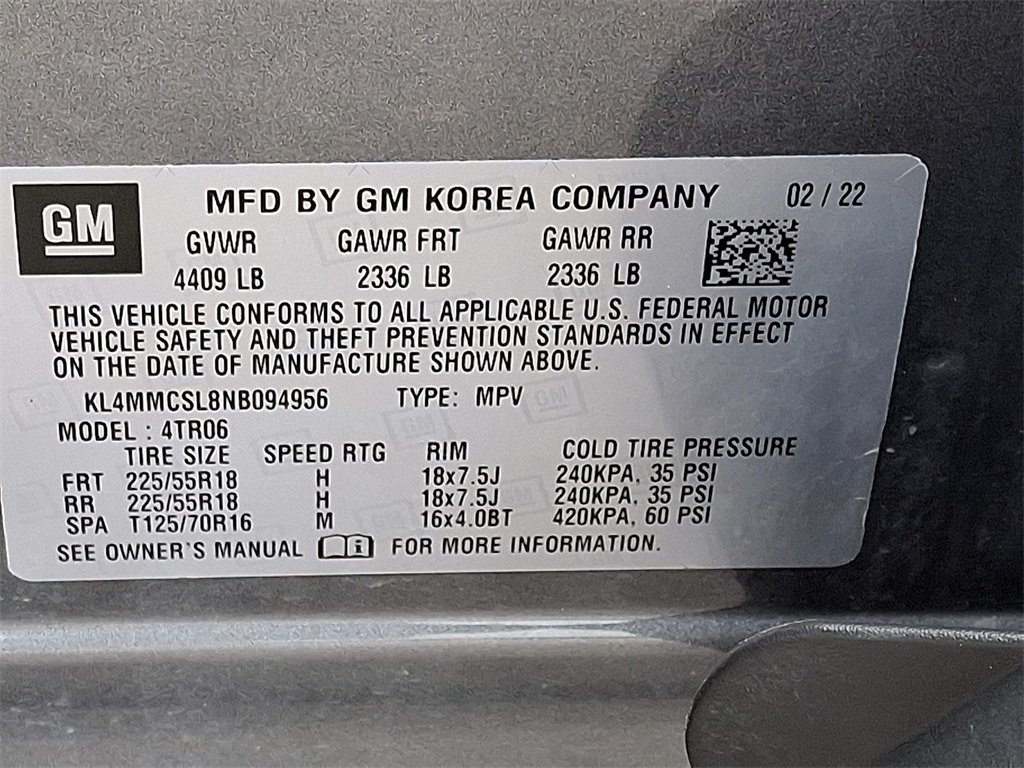 GM
MFD BY GM KOREA COMPANY 02 / 22
GVWR GAWR FRT GAWR RR
4409 LB 2336 LB 2336 LB
THIS VEHICLE CONFORMS TO ALL APPLICABLE U.S. FEDERAL MOTOR
VEHICLE SAFETY AND THEFT PREVENTION STANDARDS IN EFFECT
ON THE DATE OF MANUFACTURE SHOWN ABOVE.
KL4MMCSL8NB094956 TYPE: MPV
MODEL : 4TR06
TIRE SIZE SPEED RTG RIM COLD TIRE PRESSURE
FRT 225/55R18 H 18x7.5J 240KPA, 35 PSI
RR 225/55R18 H 18x7.5J 240KPA, 35 PSI
SPA T125/70R16 M 16x4.0BT 420KPA, 60 PSI
SEE OWNER'S MANUAL FOR MORE INFORMATION.